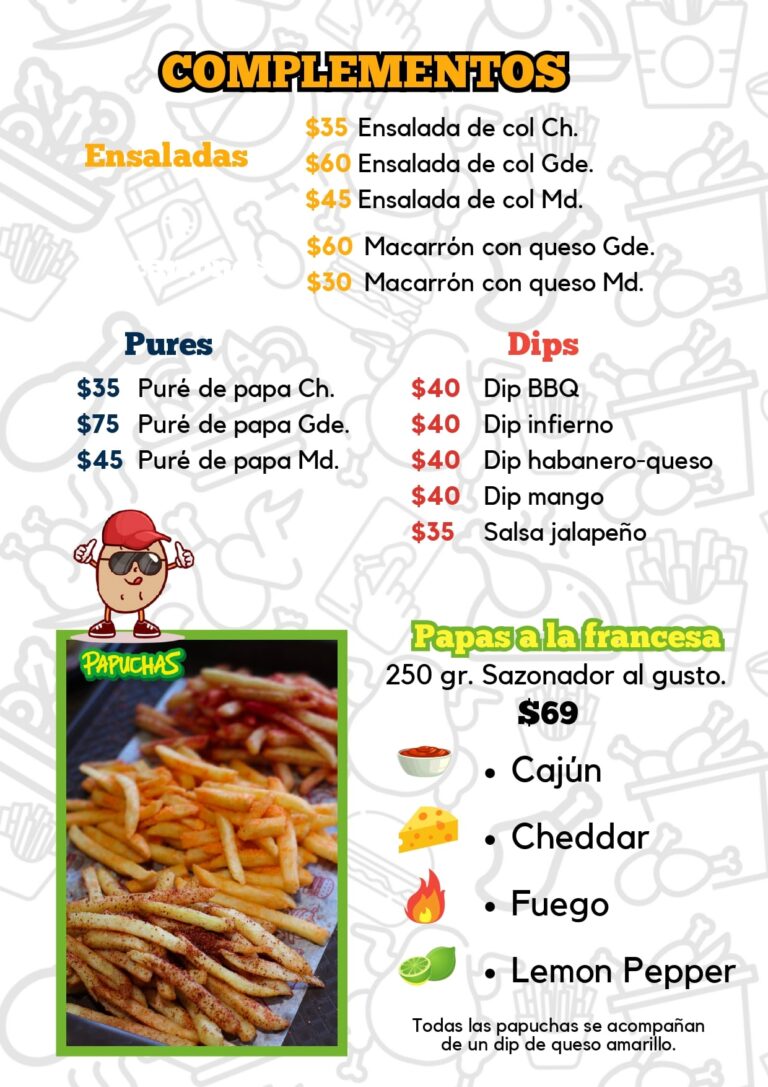 COMPLEMENTOS
Ensaladas
$35 Ensalada de col Ch.
$60 Ensalada de col Gde.
$45 Ensalada de col Md.
$60 Macarrón con queso Gde.
$30 Macarrón con queso Md.
Pures
$35 Puré de papa Ch.
$75 Puré de papa Gde.
$45 Puré de papa Md.
Dips
$40 Dip BBQ
$40 Dip infierno
$40 Dip habanero-queso
$40 Dip mango
$35 Salsa jalapeño
PAPUCHAS
Papas a la francesa
250 gr. Sazonador al gusto.
$69
• Cajún
• Cheddar
• Fuego
• Lemon Pepper
Todas las papuchas se acompañan
de un dip de queso amarillo.